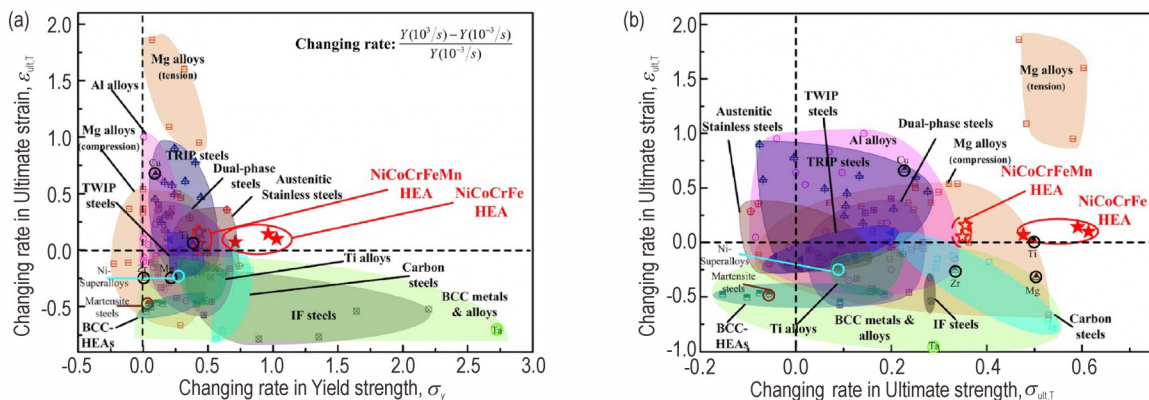 (a)
Changing rate in Ultimate strain, εult,T
2.0
1.5
1.0
0.5
0.0
-0.5
-0.5
0.0
0.5
1.0
1.5
2.0
2.5
3.0
Changing rate in Yield strength, σy
Changing rate: Y(10³/s)−Y(10⁻³/s)
Y(10⁻³/s)
Mg alloys
(tension)
Al alloys
Mg alloys
(compression)
Cu
TRIP steels
Dual-phase
steels
TWIP
steels
Austenitic
Stainless steels
NiCoCrFeMn
HEA
NiCoCrFe
HEA
Ti
Ni-
Superalloys
Zr
Mg
Ti alloys
Carbon
steels
Martensite steels
BCC-
HEAs
IF steels
BCC metals
& alloys
Ta
(b)
Changing rate in Ultimate strain, εult,T
2.0
1.5
1.0
0.5
0.0
-0.5
-1.0
-0.2
0.0
0.2
0.4
0.6
Changing rate in Ultimate strength, σult,T
Mg alloys
(tension)
Austenitic
Stainless steels
TWIP
steels
Al alloys
Dual-phase steels
Mg alloys
(compression)
TRIP steels
Cu
NiCoCrFeMn
HEA
NiCoCrFe
HEA
Ni-
Superalloys
Ti
Zr
Mg
Martensite steels
BCC-
HEAs
Ti alloys
BCC metals &
alloys
IF steels
Carbon
steels
Ta